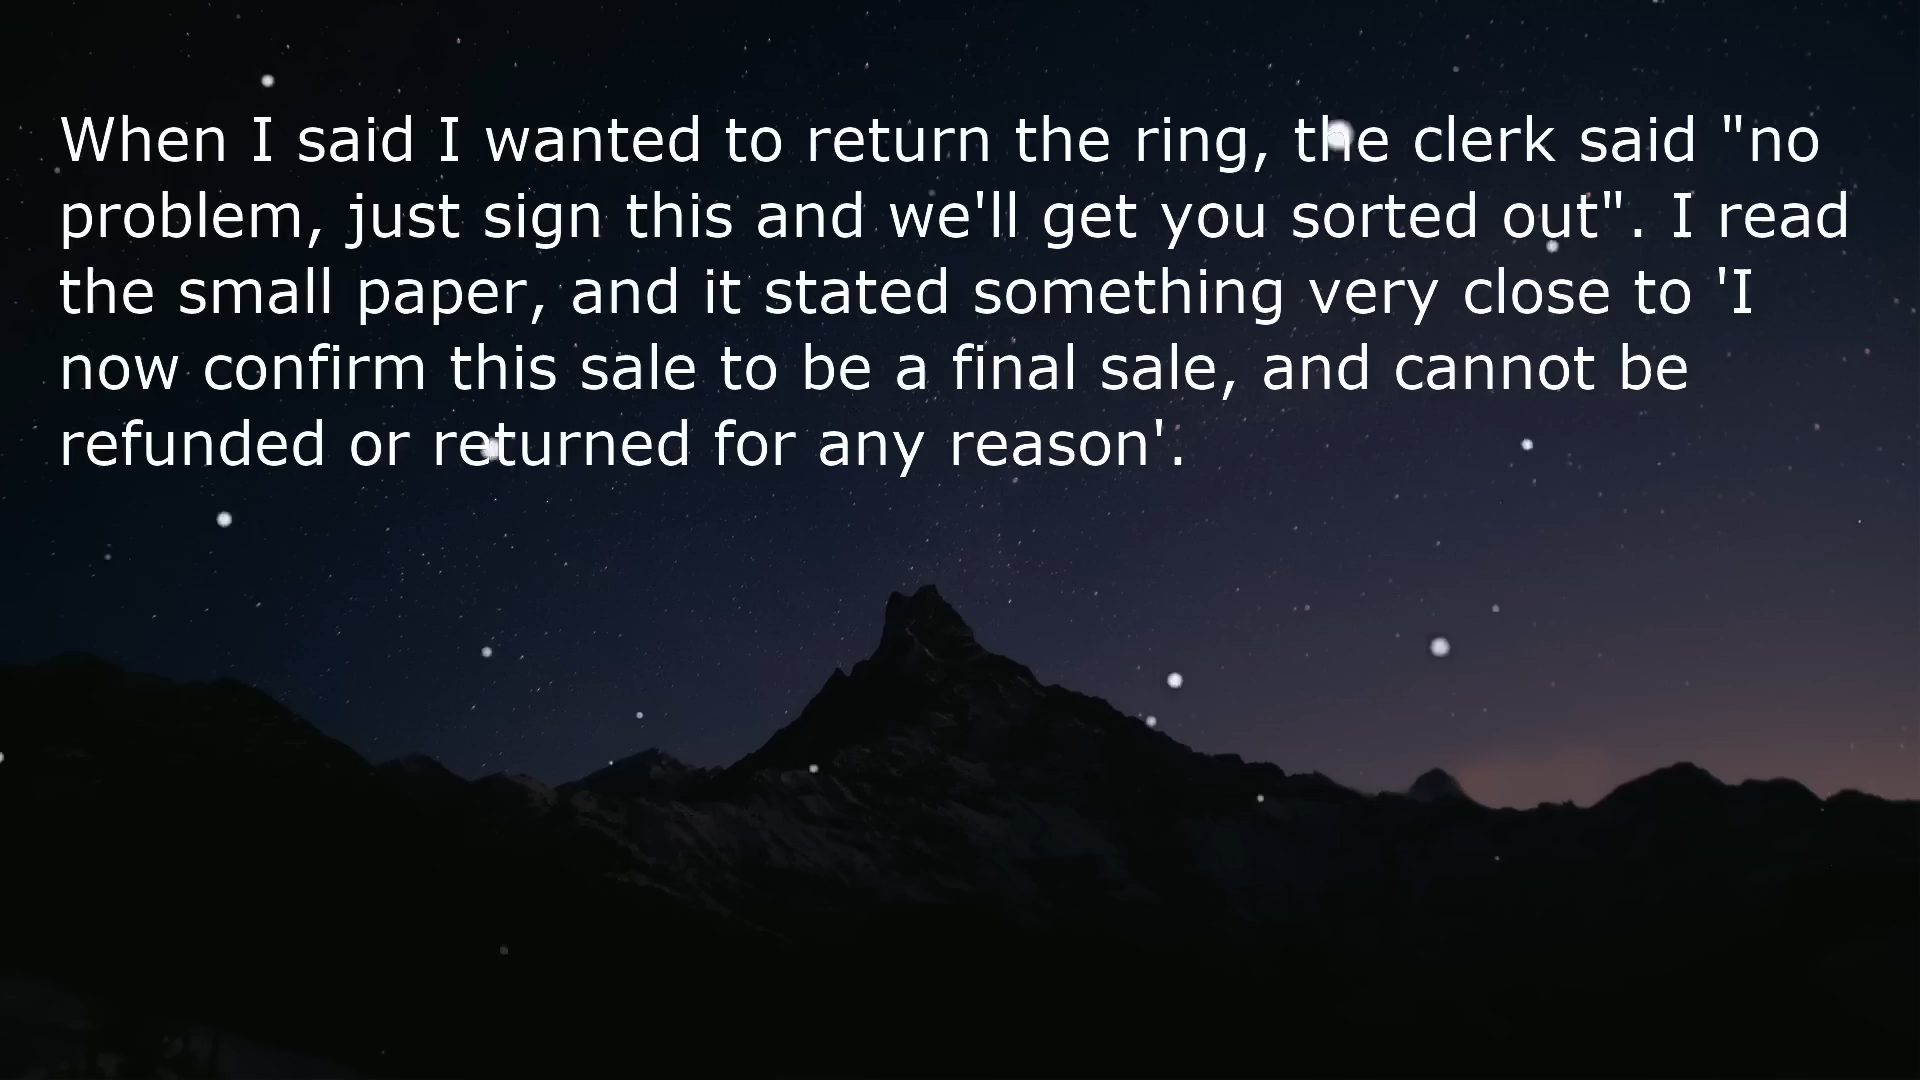 When I said I wanted to return the ring, the clerk said "no
problem, just sign this and we'll get you sorted out". I read
the small paper, and it stated something very close to 'I
now confirm this sale to be a final sale, and cannot be
refunded or returned for any reason'.